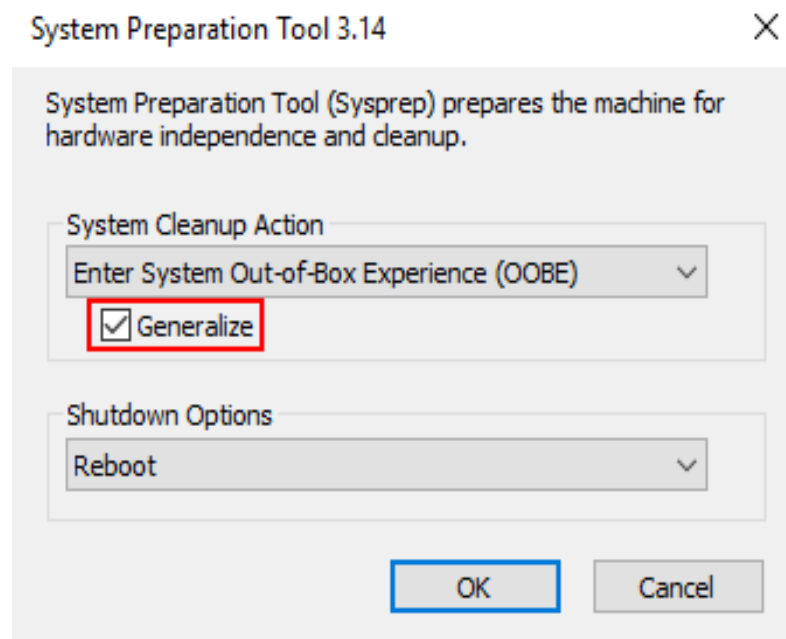 System Preparation Tool 3.14
System Preparation Tool (Sysprep) prepares the machine for
hardware independence and cleanup.
System Cleanup Action
Enter System Out-of-Box Experience (OOBE)
Generalize
Shutdown Options
Reboot
OK Cancel